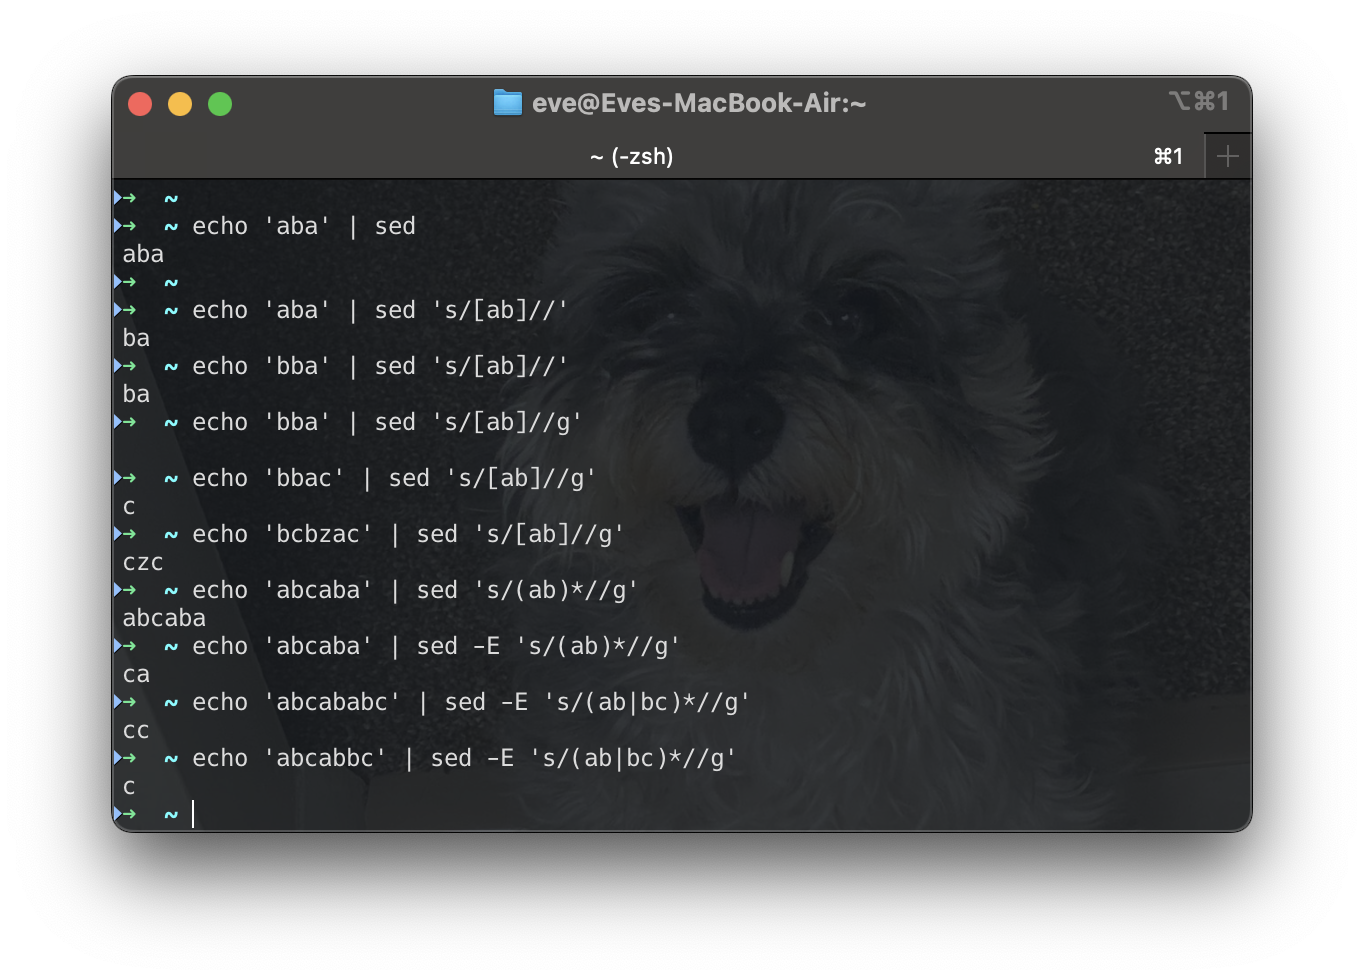 eve@Eves-MacBook-Air:~ ⌥⌘1
~ (-zsh) ⌘1 +
➜ ~
➜ ~ echo 'aba' | sed
aba
➜ ~
➜ ~ echo 'aba' | sed 's/[ab]//'
ba
➜ ~ echo 'bba' | sed 's/[ab]//'
ba
➜ ~ echo 'bba' | sed 's/[ab]//g'
➜ ~ echo 'bbac' | sed 's/[ab]//g'
c
➜ ~ echo 'bcbzac' | sed 's/[ab]//g'
czc
➜ ~ echo 'abcaba' | sed 's/(ab)*//g'
abcaba
➜ ~ echo 'abcaba' | sed -E 's/(ab)*//g'
ca
➜ ~ echo 'abcababc' | sed -E 's/(ab|bc)*//g'
cc
➜ ~ echo 'abcabbc' | sed -E 's/(ab|bc)*//g'
c
➜ ~